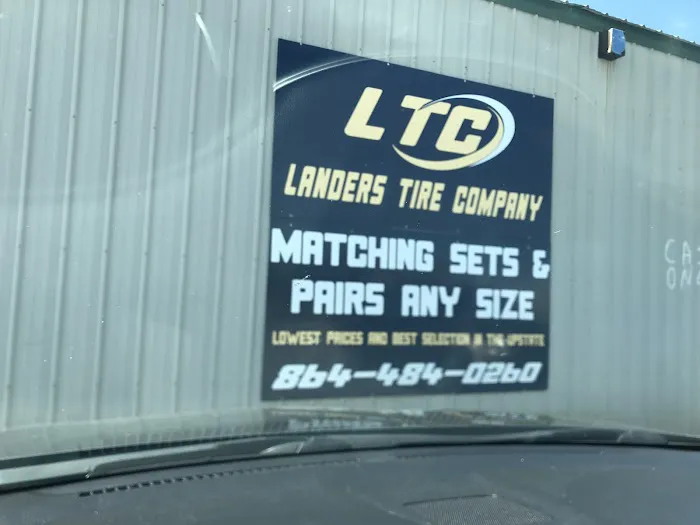 LTC
LANDERS TIRE COMPANY
MATCHING SETS &
PAIRS ANY SIZE
LOWEST PRICES AND BEST SELECTION IN THE UPSTATE
864-484-0260